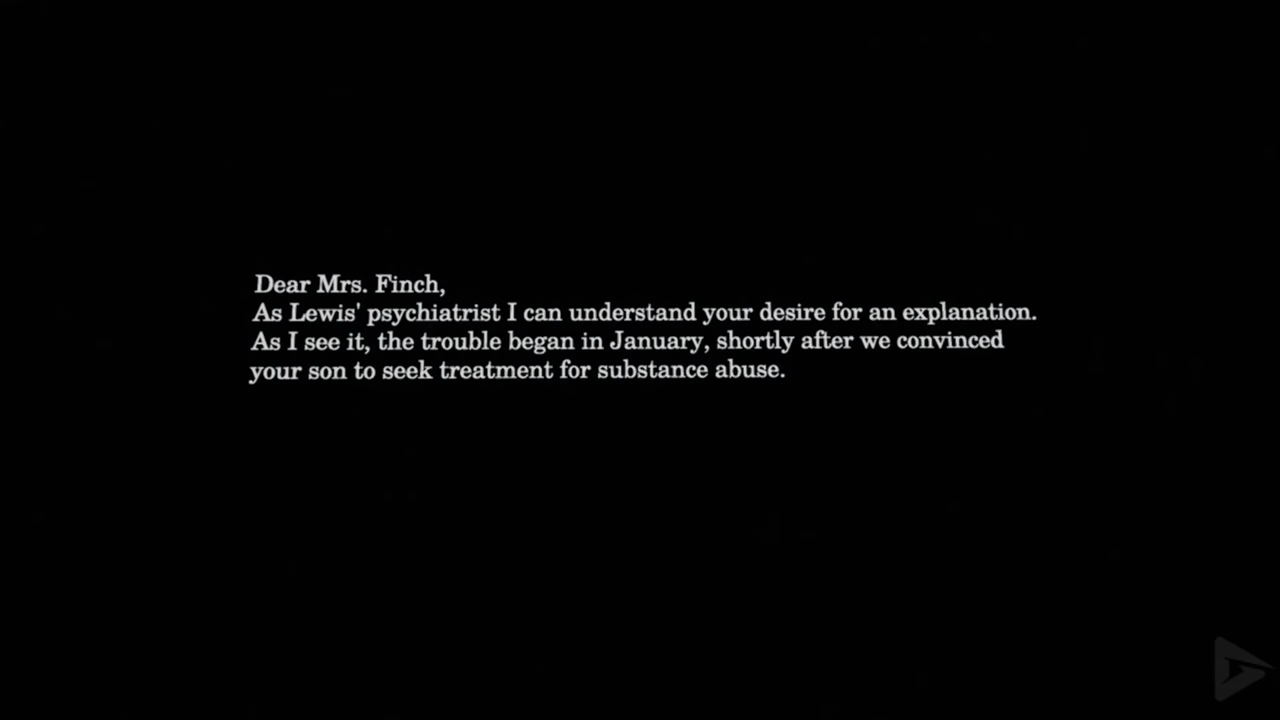 Dear Mrs. Finch,
As Lewis' psychiatrist I can understand your desire for an explanation.
As I see it, the trouble began in January, shortly after we convinced
your son to seek treatment for substance abuse.